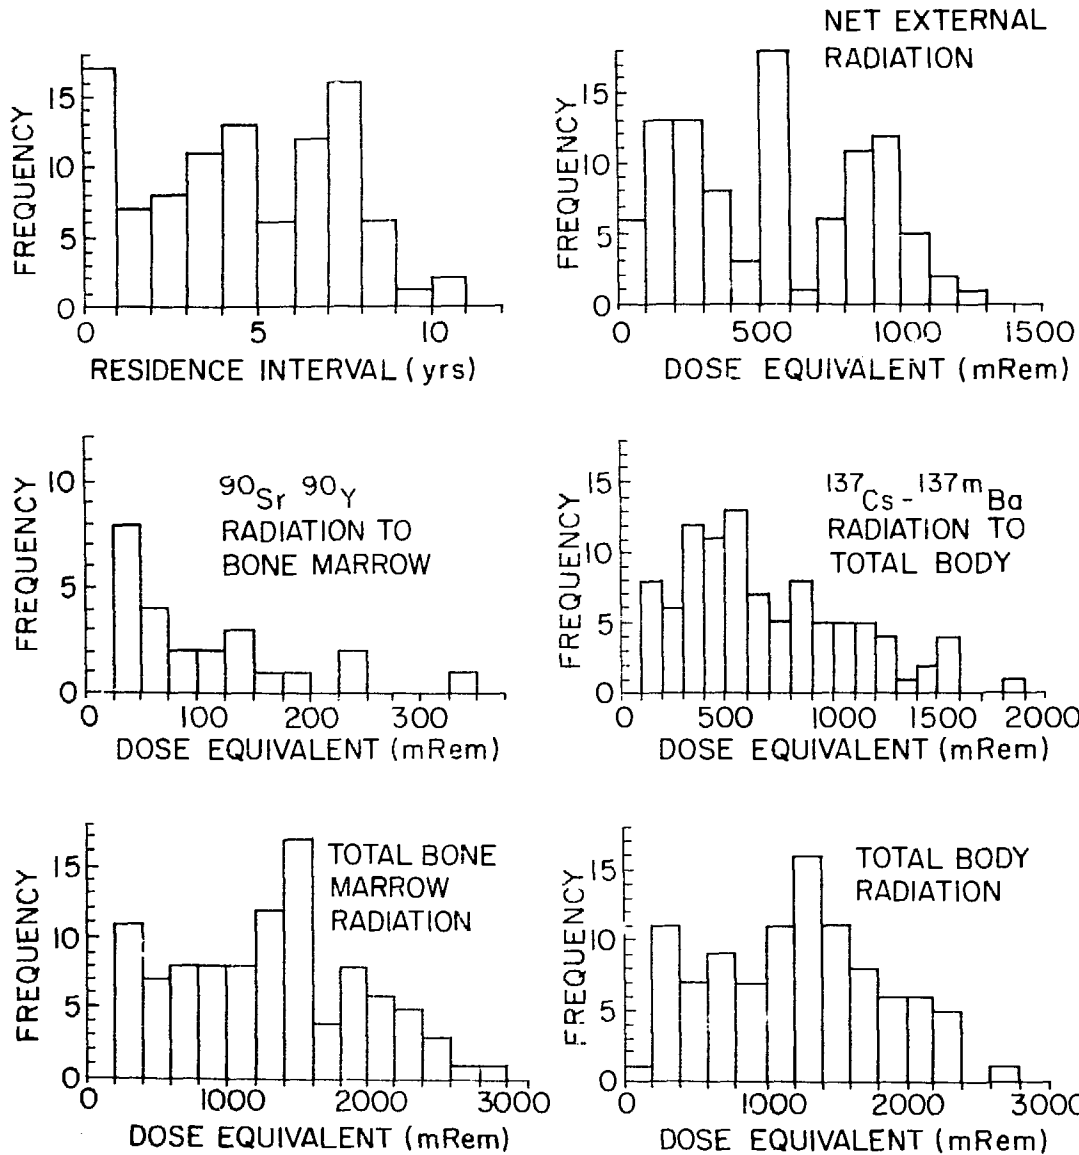 FREQUENCY
15
10
5
0
0 5 10
RESIDENCE INTERVAL (yrs)
NET EXTERNAL
RADIATION
FREQUENCY
15
10
5
0
0 500 1000 1500
DOSE EQUIVALENT (mRem)
FREQUENCY
10
5
0
90Sr 90Y
RADIATION TO
BONE MARROW
0 100 200 300
DOSE EQUIVALENT (mRem)
FREQUENCY
15
10
5
0
137Cs - 137mBa
RADIATION TO
TOTAL BODY
0 500 1000 1500 2000
DOSE EQUIVALENT (mRem)
FREQUENCY
15
10
5
0
TOTAL BONE
MARROW
RADIATION
0 1000 2000 3000
DOSE EQUIVALENT (mRem)
FREQUENCY
15
10
5
0
TOTAL BODY
RADIATION
0 1000 2000 3000
DOSE EQUIVALENT (mRem)